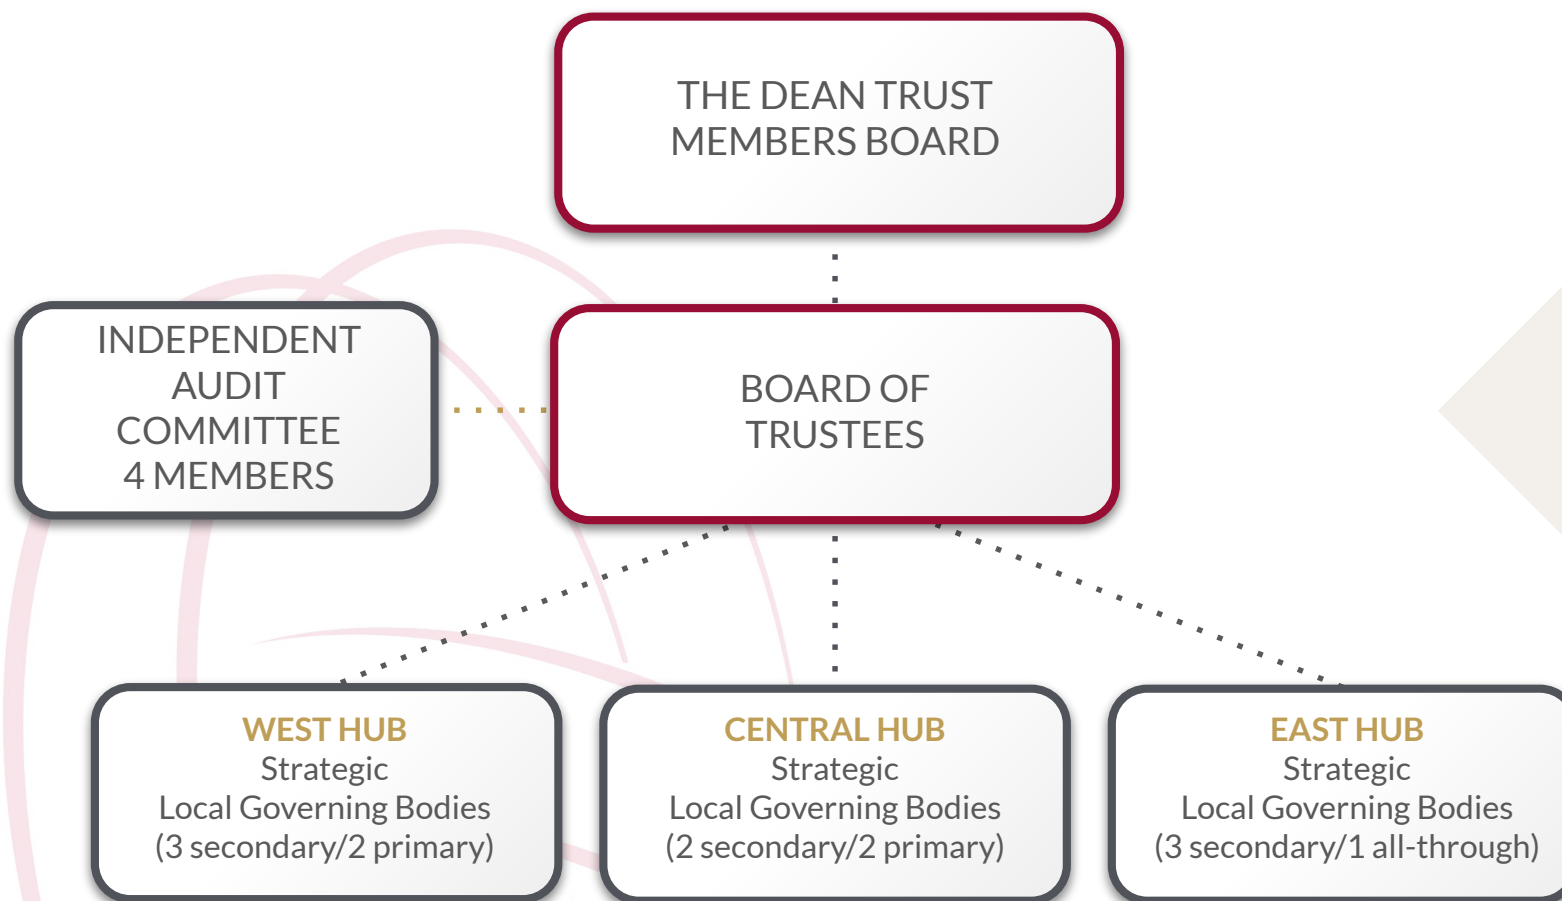 THE DEAN TRUST
MEMBERS BOARD
INDEPENDENT
AUDIT
COMMITTEE
4 MEMBERS
BOARD OF
TRUSTEES
WEST HUB
Strategic
Local Governing Bodies
(3 secondary/2 primary)
CENTRAL HUB
Strategic
Local Governing Bodies
(2 secondary/2 primary)
EAST HUB
Strategic
Local Governing Bodies
(3 secondary/1 all-through)